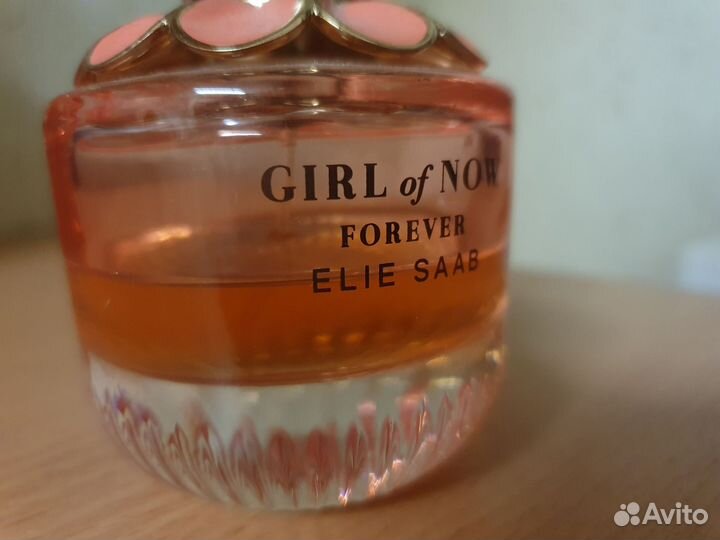 GIRL of NOW
FOREVER
ELIE SAAB
Avito